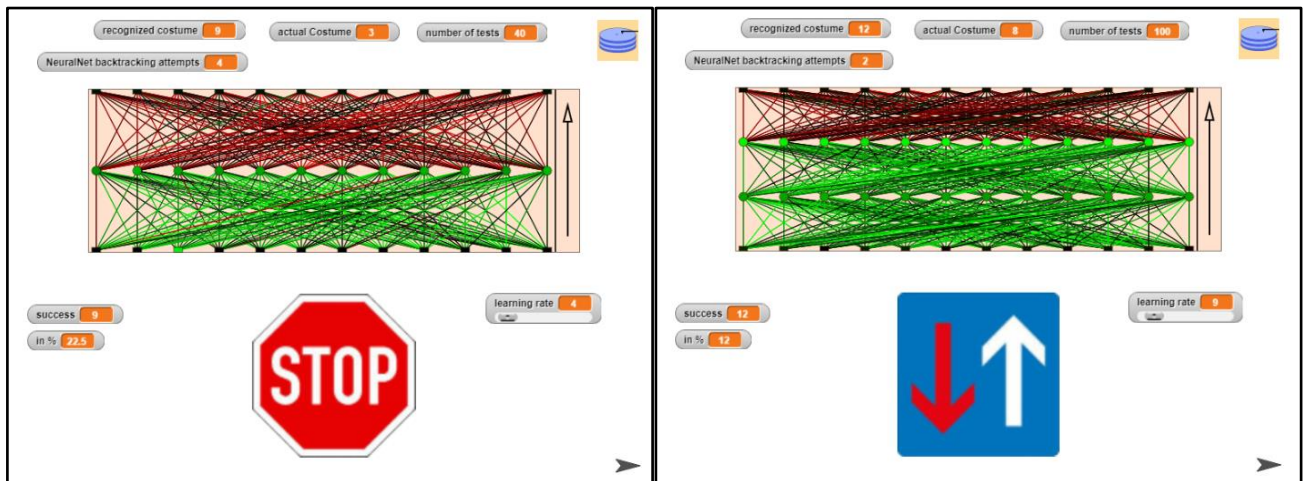 recognized costume 9
actual Costume 3
number of tests 40
NeuralNet backtracking attempts 4
success 9
in % 22.5
learning rate 4
STOP
recognized costume 12
actual Costume 8
number of tests 100
NeuralNet backtracking attempts 2
success 12
in % 12
learning rate 9